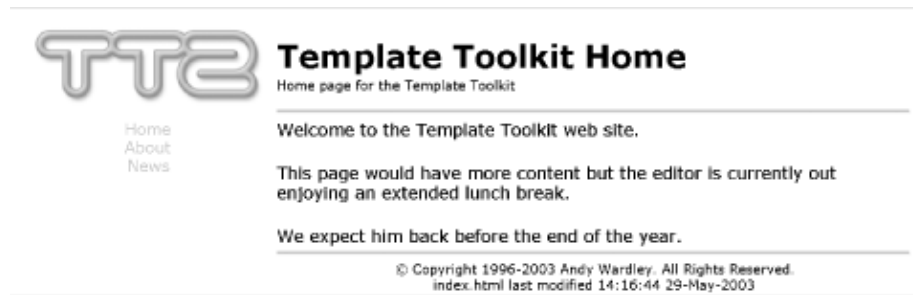 TT2
Template Toolkit Home
Home page for the Template Toolkit
Home
About
News
Welcome to the Template Toolkit web site.
This page would have more content but the editor is currently out
enjoying an extended lunch break.
We expect him back before the end of the year.
© Copyright 1996-2003 Andy Wardley. All Rights Reserved.
index.html last modified 14:16:44 29-May-2003